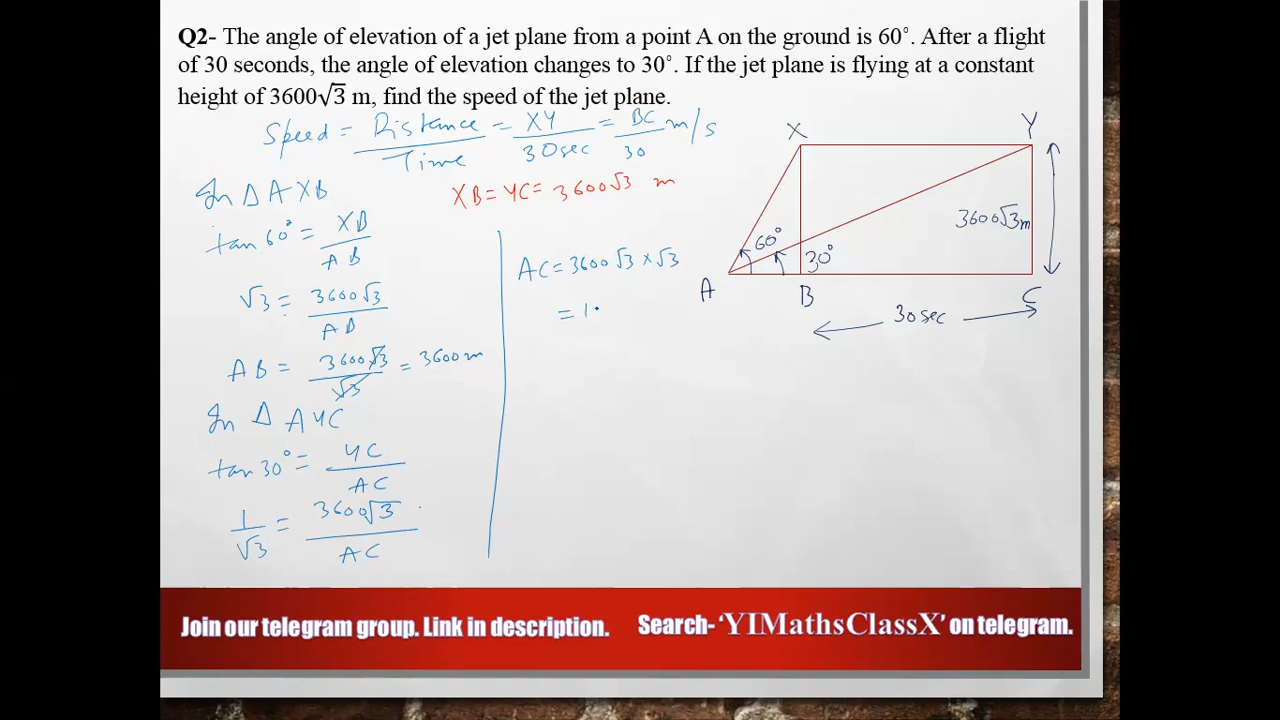 Q2- The angle of elevation of a jet plane from a point A on the ground is 60°. After a flight
of 30 seconds, the angle of elevation changes to 30°. If the jet plane is flying at a constant
height of 3600√3 m, find the speed of the jet plane.
Speed = Distance/Time = XY/30sec = BC/30 m/s
XB = YC = 3600√3 m
In Δ AXB
tan 60° = XB/AB
√3 = 3600√3/AB
AB = 3600√3/√3 = 3600m
In Δ AYC
tan 30° = YC/AC
1/√3 = 3600√3/AC
AC = 3600√3 × √3
= 1
X
Y
60°
30°
3600√3m
A
B
C
30sec
Join our telegram group. Link in description.
Search- ‘YIMathsClassX’ on telegram.